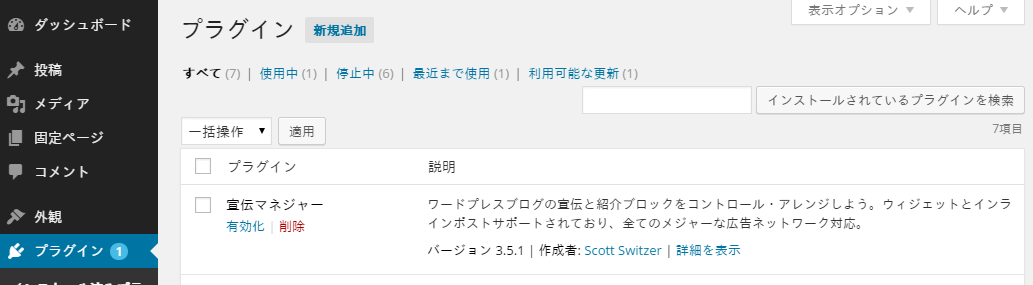 ダッシュボード
投稿
メディア
固定ページ
コメント
外観
プラグイン 1
表示オプション ▼
ヘルプ ▼
プラグイン 新規追加
すべて (7) | 使用中 (1) | 停止中 (6) | 最近まで使用 (1) | 利用可能な更新 (1)
インストールされているプラグインを検索
一括操作 ▼ 適用
7項目
プラグイン 説明
宣伝マネジャー
有効化 | 削除
ワードプレスブログの宣伝と紹介ブロックをコントロール・アレンジしよう。ウィジェットとインラ
インポストサポートされており、全てのメジャーな広告ネットワーク対応。
バージョン 3.5.1 | 作成者: Scott Switzer | 詳細を表示